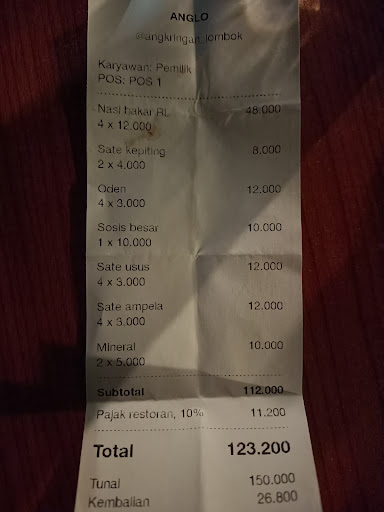 ANGLO
@angkringan.lombok
Karyawan: Pemilik
POS: POS 1
Nasi bakar RL 48.000
4 x 12.000
Sate kepiting 8.000
2 x 4.000
Oden 12.000
4 x 3.000
Sosis besar 10.000
1 x 10.000
Sate usus 12.000
4 x 3.000
Sate ampela 12.000
4 x 3.000
Mineral 10.000
2 x 5.000
Subtotal 112.000
Pajak restoran, 10% 11.200
Total 123.200
Tunai 150.000
Kembalian 26.800